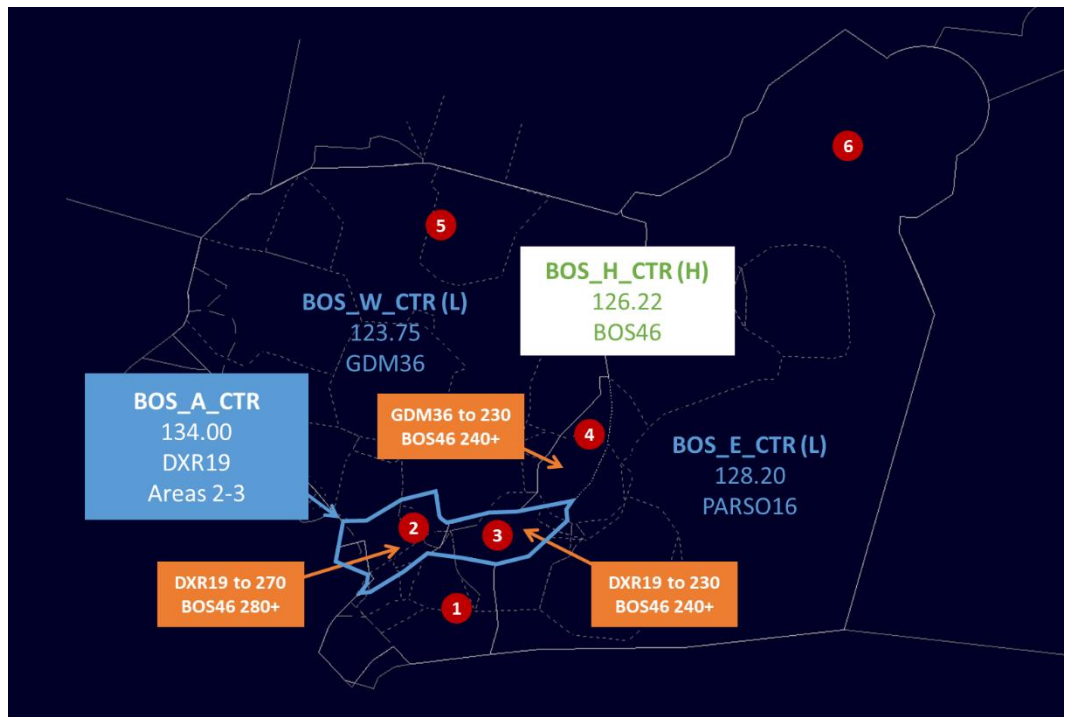 6
5
BOS_H_CTR (H)
126.22
BOS46
BOS_W_CTR (L)
123.75
GDM36
BOS_A_CTR
134.00
DXR19
Areas 2-3
GDM36 to 230
BOS46 240+
4
BOS_E_CTR (L)
128.20
PARSO16
2
3
DXR19 to 270
BOS46 280+
DXR19 to 230
BOS46 240+
1